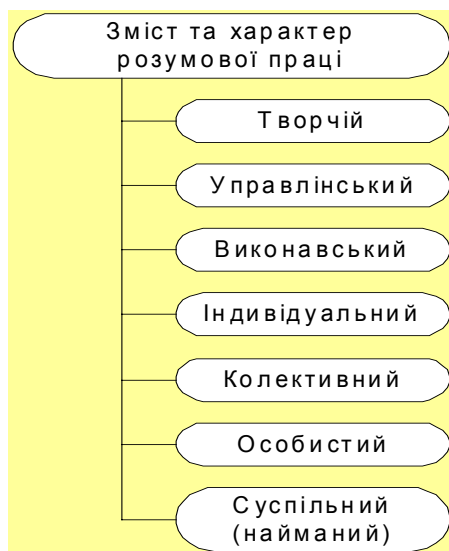 Зміст та характер
розумової праці
Творчій
Управлінський
Виконавський
Індивідуальний
Колективний
Особистий
Суспільний
(найманий)